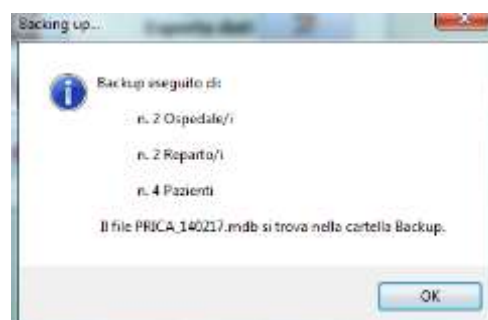 Backing up...
Backup eseguito di:
n. 2 Ospedale/i
n. 2 Reparto/i
n. 4 Pazienti
Il file PRICA_140217.mdb si trova nella cartella Backup.
OK